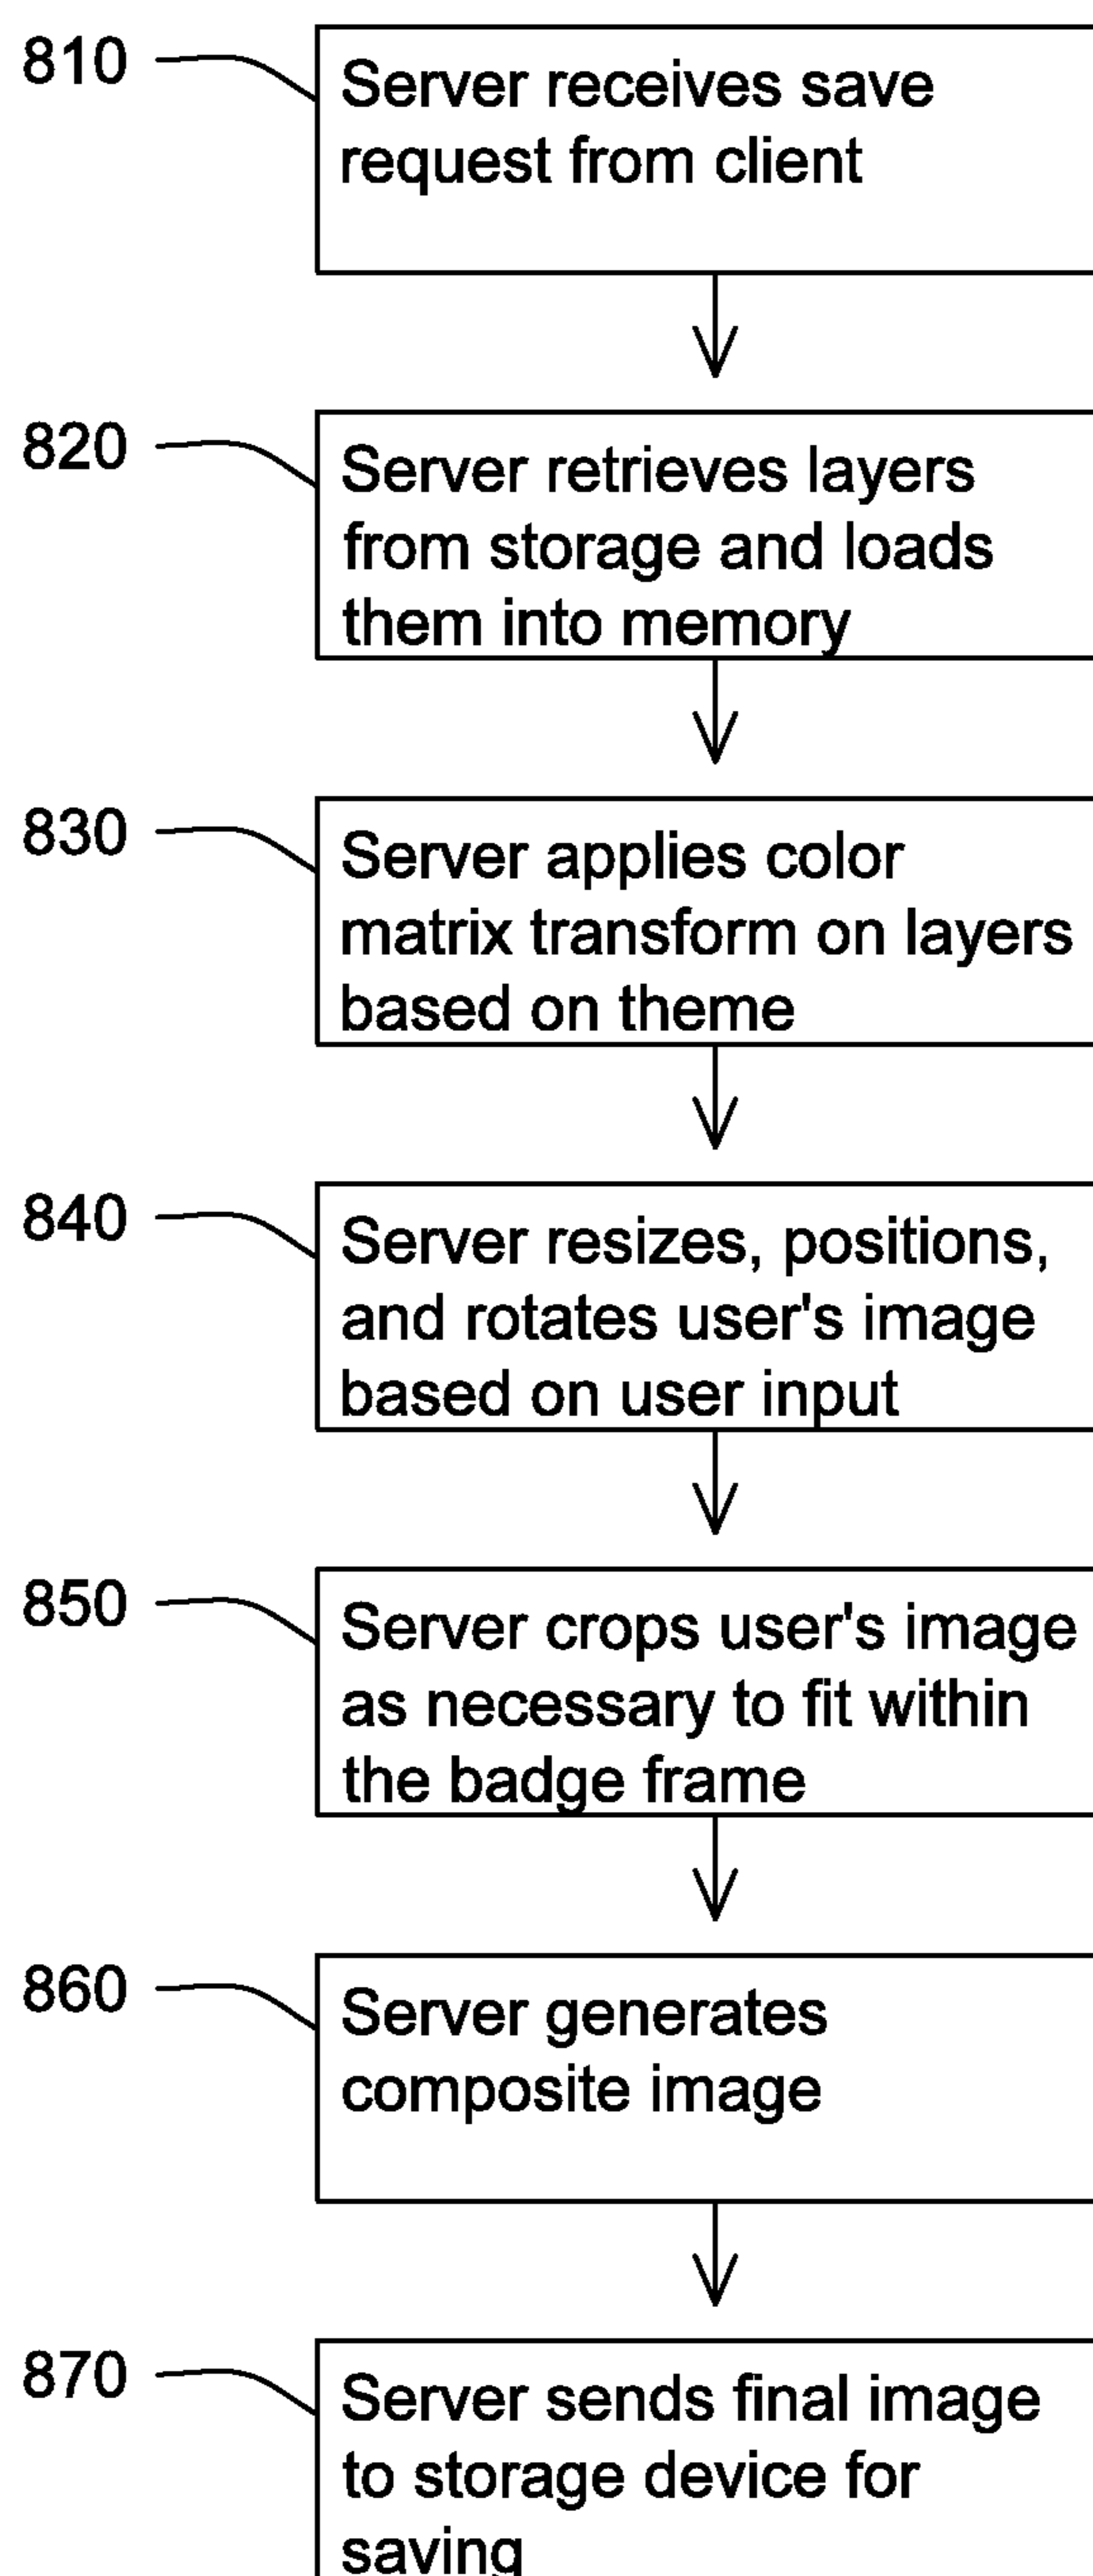 810
Server receives save
request from client
820
Server retrieves layers
from storage and loads
them into memory
830
Server applies color
matrix transform on layers
based on theme
840
Server resizes, positions,
and rotates user's image
based on user input
850
Server crops user's image
as necessary to fit within
the badge frame
860
Server generates
composite image
870
Server sends final image
to storage device for
saving